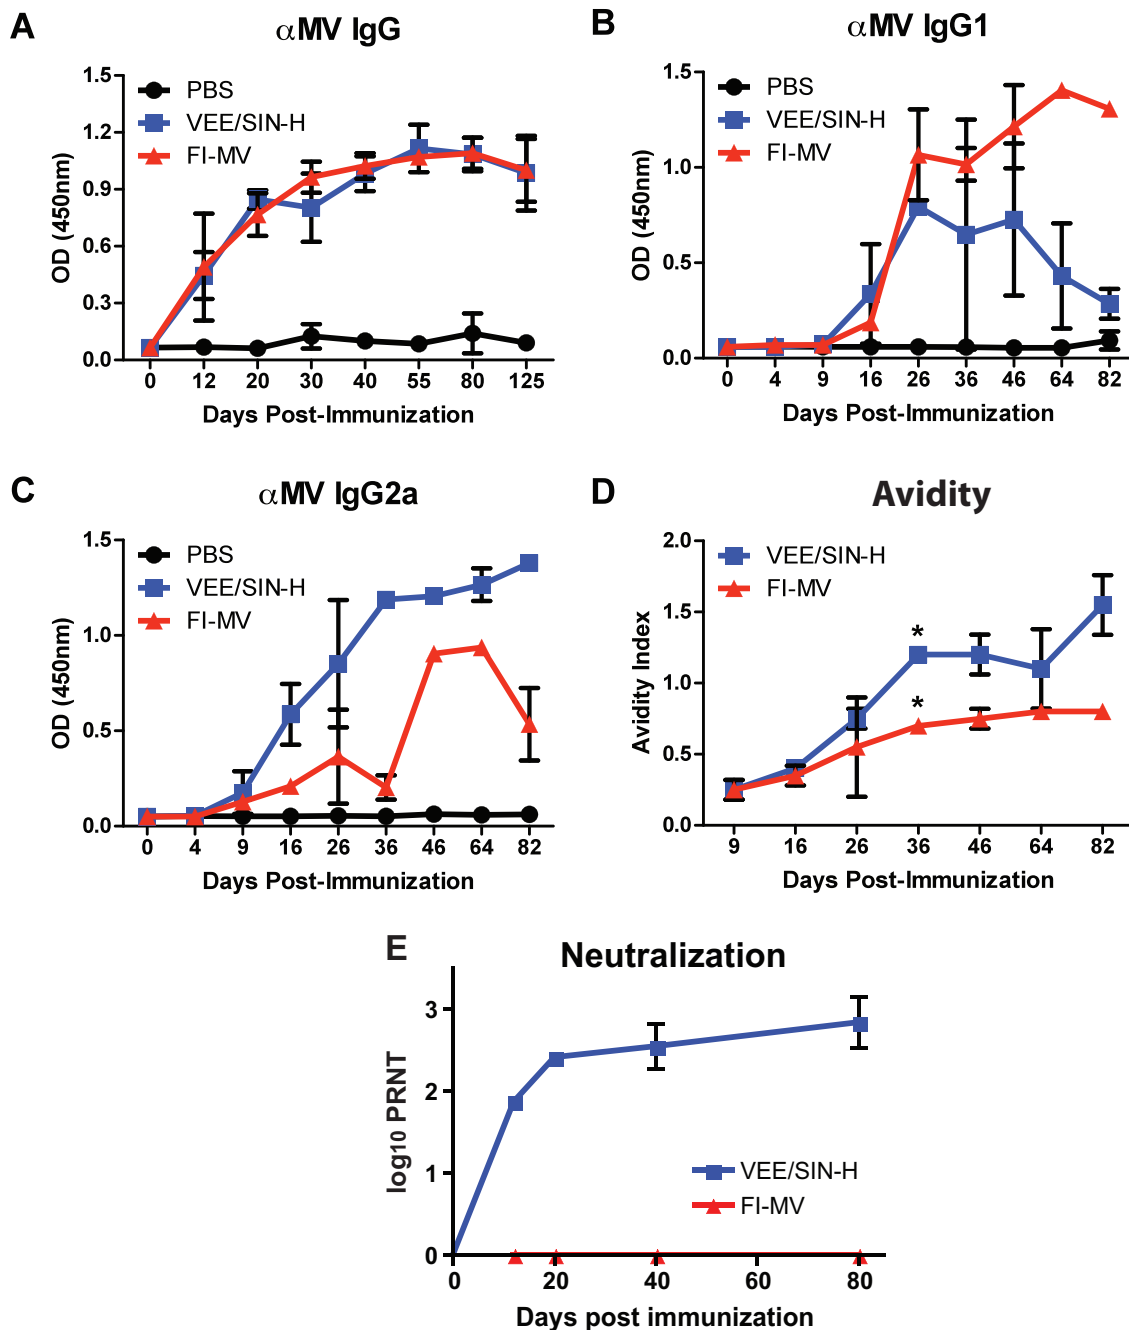 A
αMV IgG
1.5
1.2
0.9
0.6
0.3
0.0
OD (450nm)
PBS
VEE/SIN-H
FI-MV
0 12 20 30 40 55 80 125
Days Post-Immunization
B
αMV IgG1
1.5
1.0
0.5
0.0
OD (450nm)
PBS
VEE/SIN-H
FI-MV
0 4 9 16 26 36 46 64 82
Days Post-Immunization
C
αMV IgG2a
1.5
1.0
0.5
0.0
OD (450nm)
PBS
VEE/SIN-H
FI-MV
0 4 9 16 26 36 46 64 82
Days Post-Immunization
D
Avidity
2.0
1.5
1.0
0.5
0.0
Avidity Index
VEE/SIN-H
FI-MV
*
*
9 16 26 36 46 64 82
Days Post-Immunization
E
Neutralization
3
2
1
0
log10 PRNT
VEE/SIN-H
FI-MV
0 20 40 60 80
Days post immunization